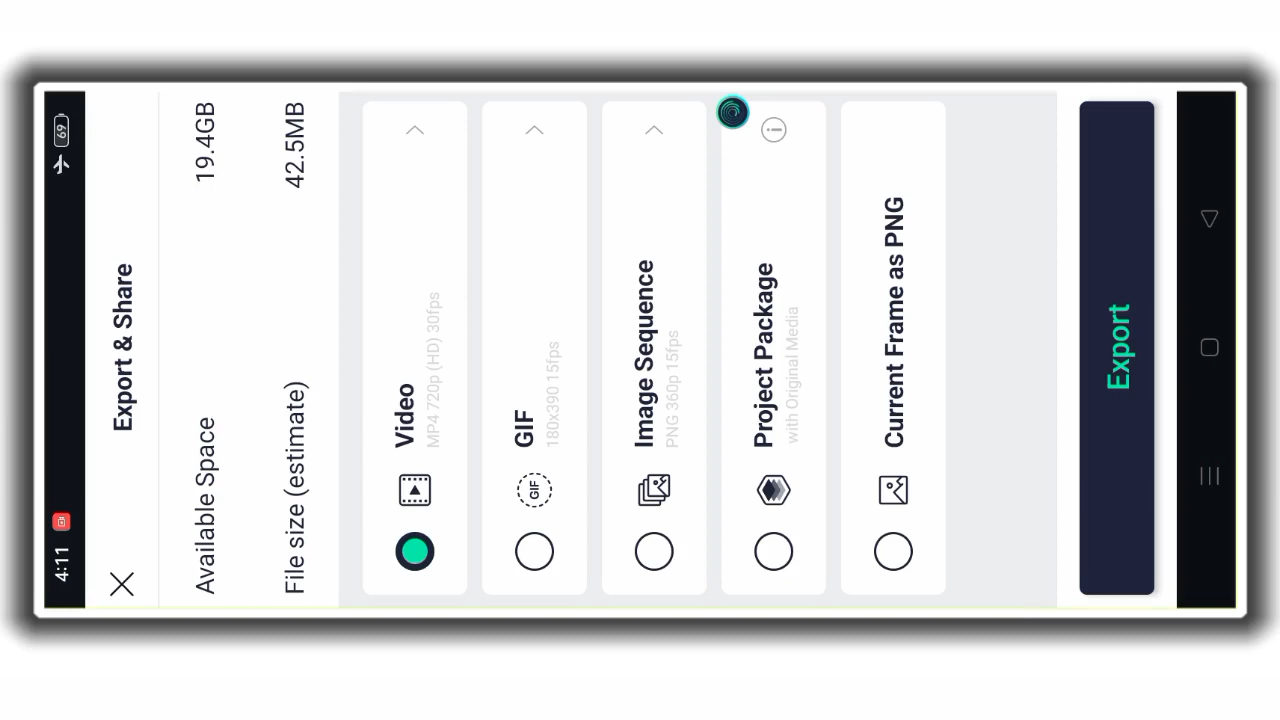 4:11
69
Export & Share
Available Space 19.4GB
File size (estimate) 42.5MB
Video
MP4 720p (HD) 30fps
GIF
GIF
180x390 15fps
Image Sequence
PNG 360p 15fps
Project Package
with Original Media
Current Frame as PNG
Export